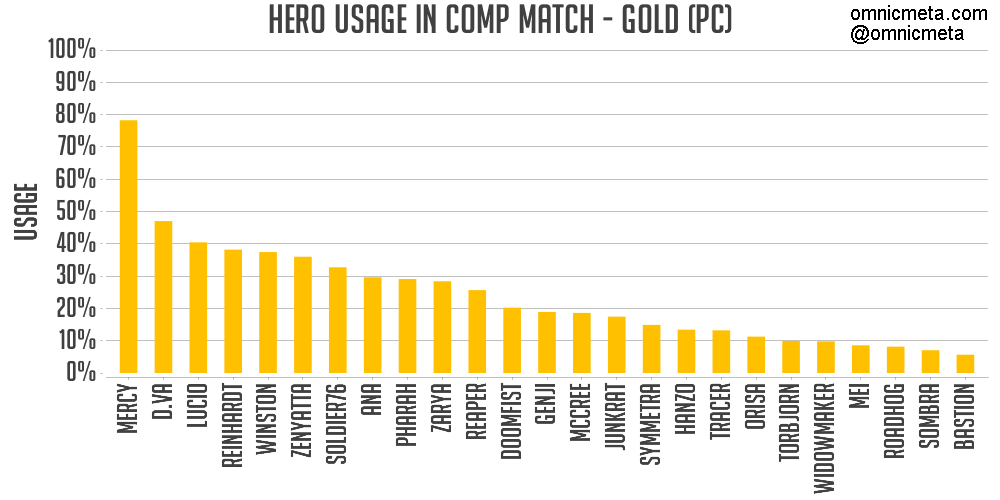 HERO USAGE IN COMP MATCH - GOLD (PC)
omnicmeta.com
@omnicmeta
100%
90%
80%
70%
60%
50%
40%
30%
20%
10%
0%
USAGE
MERCY
D.VA
LUCIO
REINHARDT
WINSTON
ZENYATTA
SOLDIER76
ANA
PHARAH
ZARYA
REAPER
DOOMFIST
GENJI
MCCREE
JUNKRAT
SYMMETRA
HANZO
TRACER
ORISA
TORBJORN
WIDOWMAKER
MEI
ROADHOG
SOMBRA
BASTION